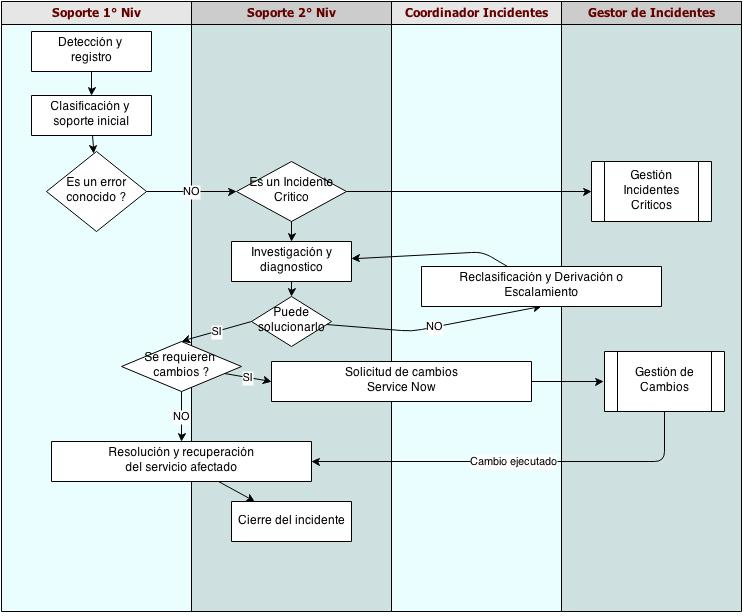 Soporte 1° Niv
Soporte 2° Niv
Coordinador Incidentes
Gestor de Incidentes
Detección y
registro
Clasificación y
soporte inicial
Es un error
conocido ?
NO
Es un Incidente
Crítico
Gestión
Incidentes
Críticos
Investigación y
diagnostico
Reclasificación y Derivación o
Escalamiento
Puede
solucionarlo
SI
NO
Se requieren
cambios ?
SI
Solicitud de cambios
Service Now
Gestión de
Cambios
NO
Resolución y recuperación
del servicio afectado
Cambio ejecutado
Cierre del incidente